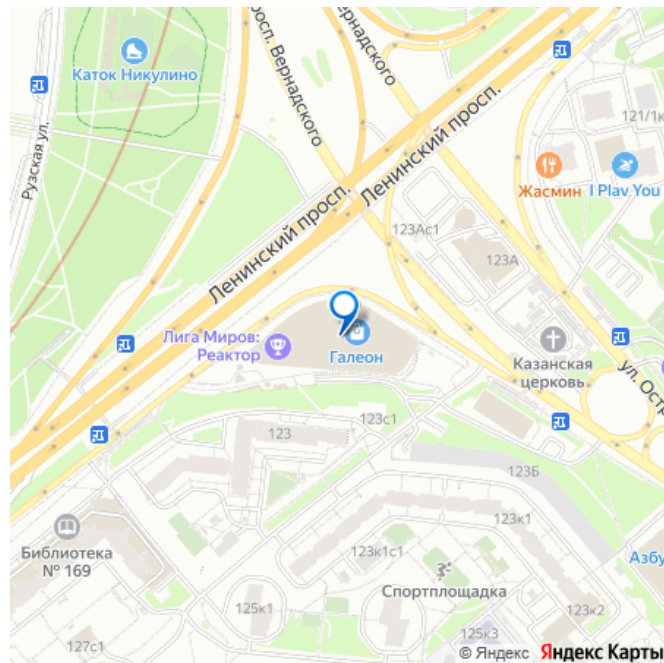 Каток Никулино
Рузская ул.
просп. Вернадского
Вернадского
Ленинский просп.
Ленинский просп.
121/1к
Жасмин
I Play You
123Ас1
123А
Лига Миров:
Реактор
Галеон
Казанская
церковь
ул. Ост
123
123с1
123Б
123к1
Библиотека
№ 169
123к1с1
Азбу
Спортплощадка
125к1
123к2
125к3
127с1
© Яндекс Яндекс Карты